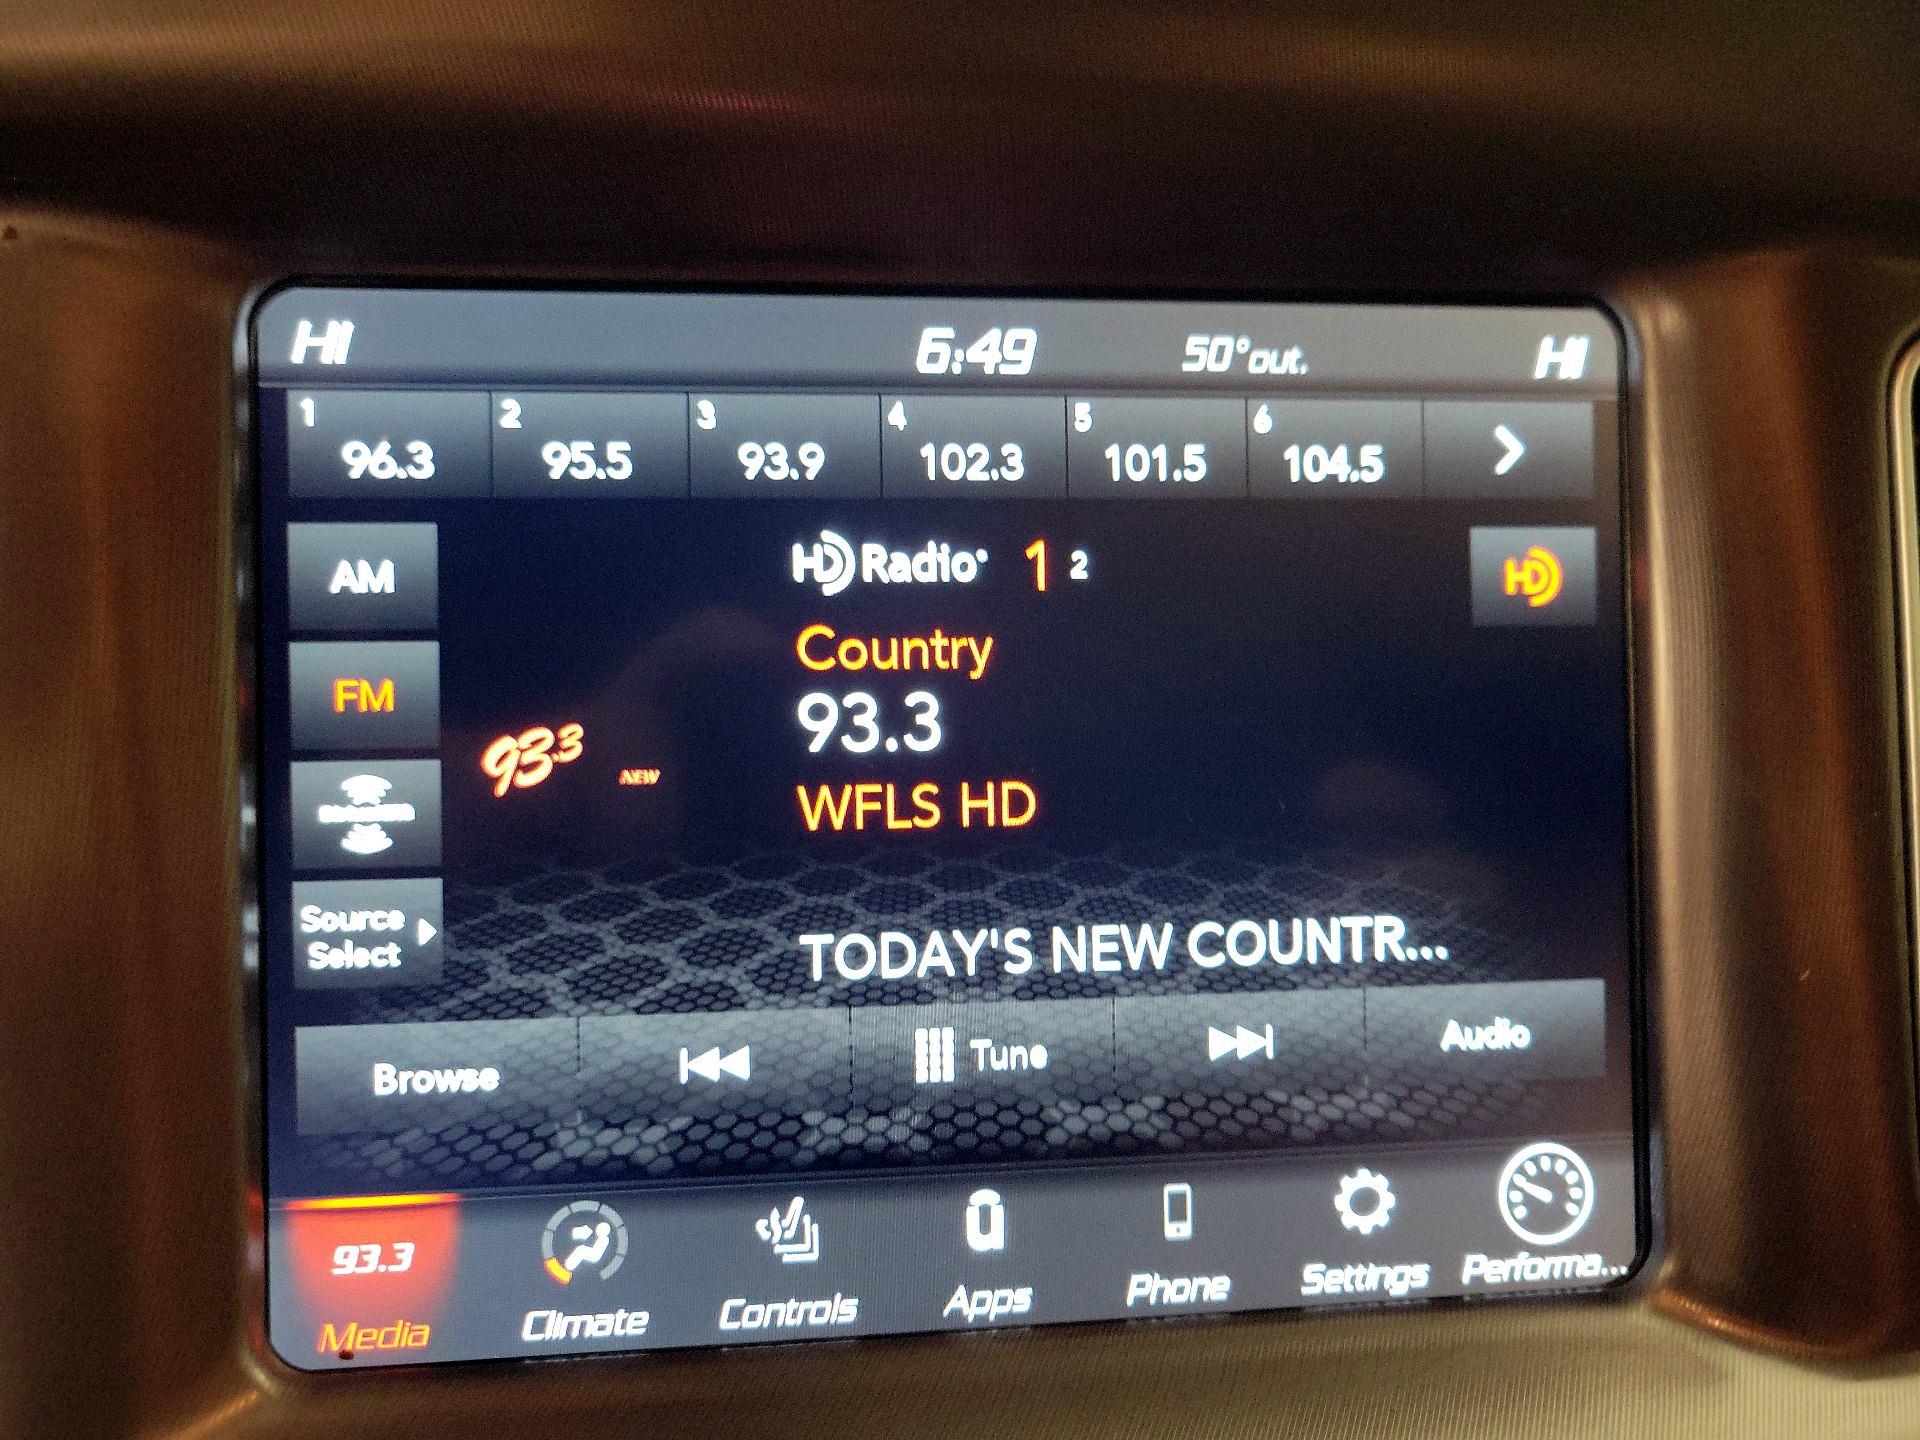 HI 6:49 50°out. HI
1 2 3 4 5 6
96.3 95.5 93.9 102.3 101.5 104.5
AM
FM
Source
Select
HD Radio 1 2
HD
Country
93.3
WFLS HD
93.3
NEW
TODAY'S NEW COUNTR...
Browse Tune Audio
93.3
Media Climate Controls Apps Phone Settings Performa...